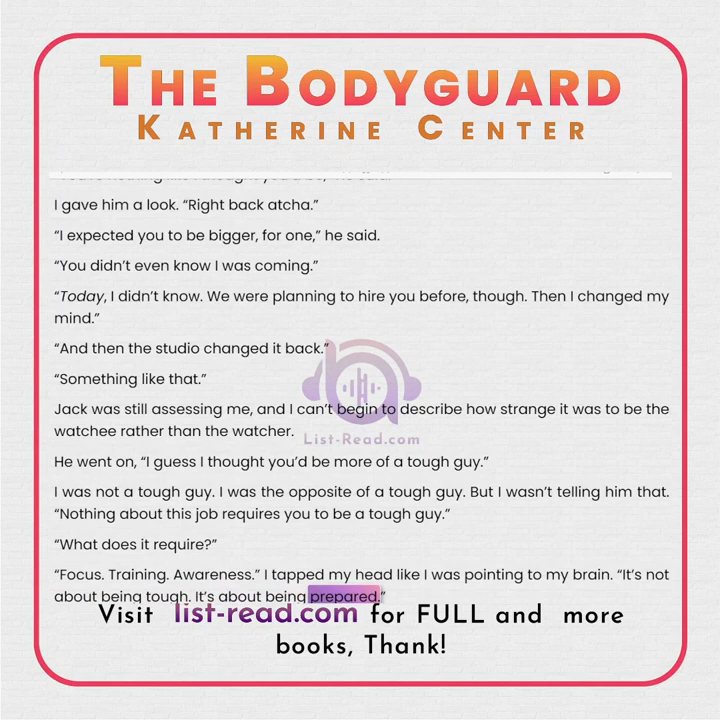 THE BODYGUARD
KATHERINE CENTER
I gave him a look. “Right back atcha.”
“I expected you to be bigger, for one,” he said.
“You didn’t even know I was coming.”
“Today, I didn’t know. We were planning to hire you before, though. Then I changed my
mind.”
“And then the studio changed it back.”
“Something like that.”
Jack was still assessing me, and I can’t begin to describe how strange it was to be the
watchee rather than the watcher.
List-Read.com
He went on, “I guess I thought you’d be more of a tough guy.”
I was not a tough guy. I was the opposite of a tough guy. But I wasn’t telling him that.
“Nothing about this job requires you to be a tough guy.”
“What does it require?”
“Focus. Training. Awareness.” I tapped my head like I was pointing to my brain. “It’s not
about being tough. It’s about being prepared.”
Visit list-read.com for FULL and more
books, Thank!